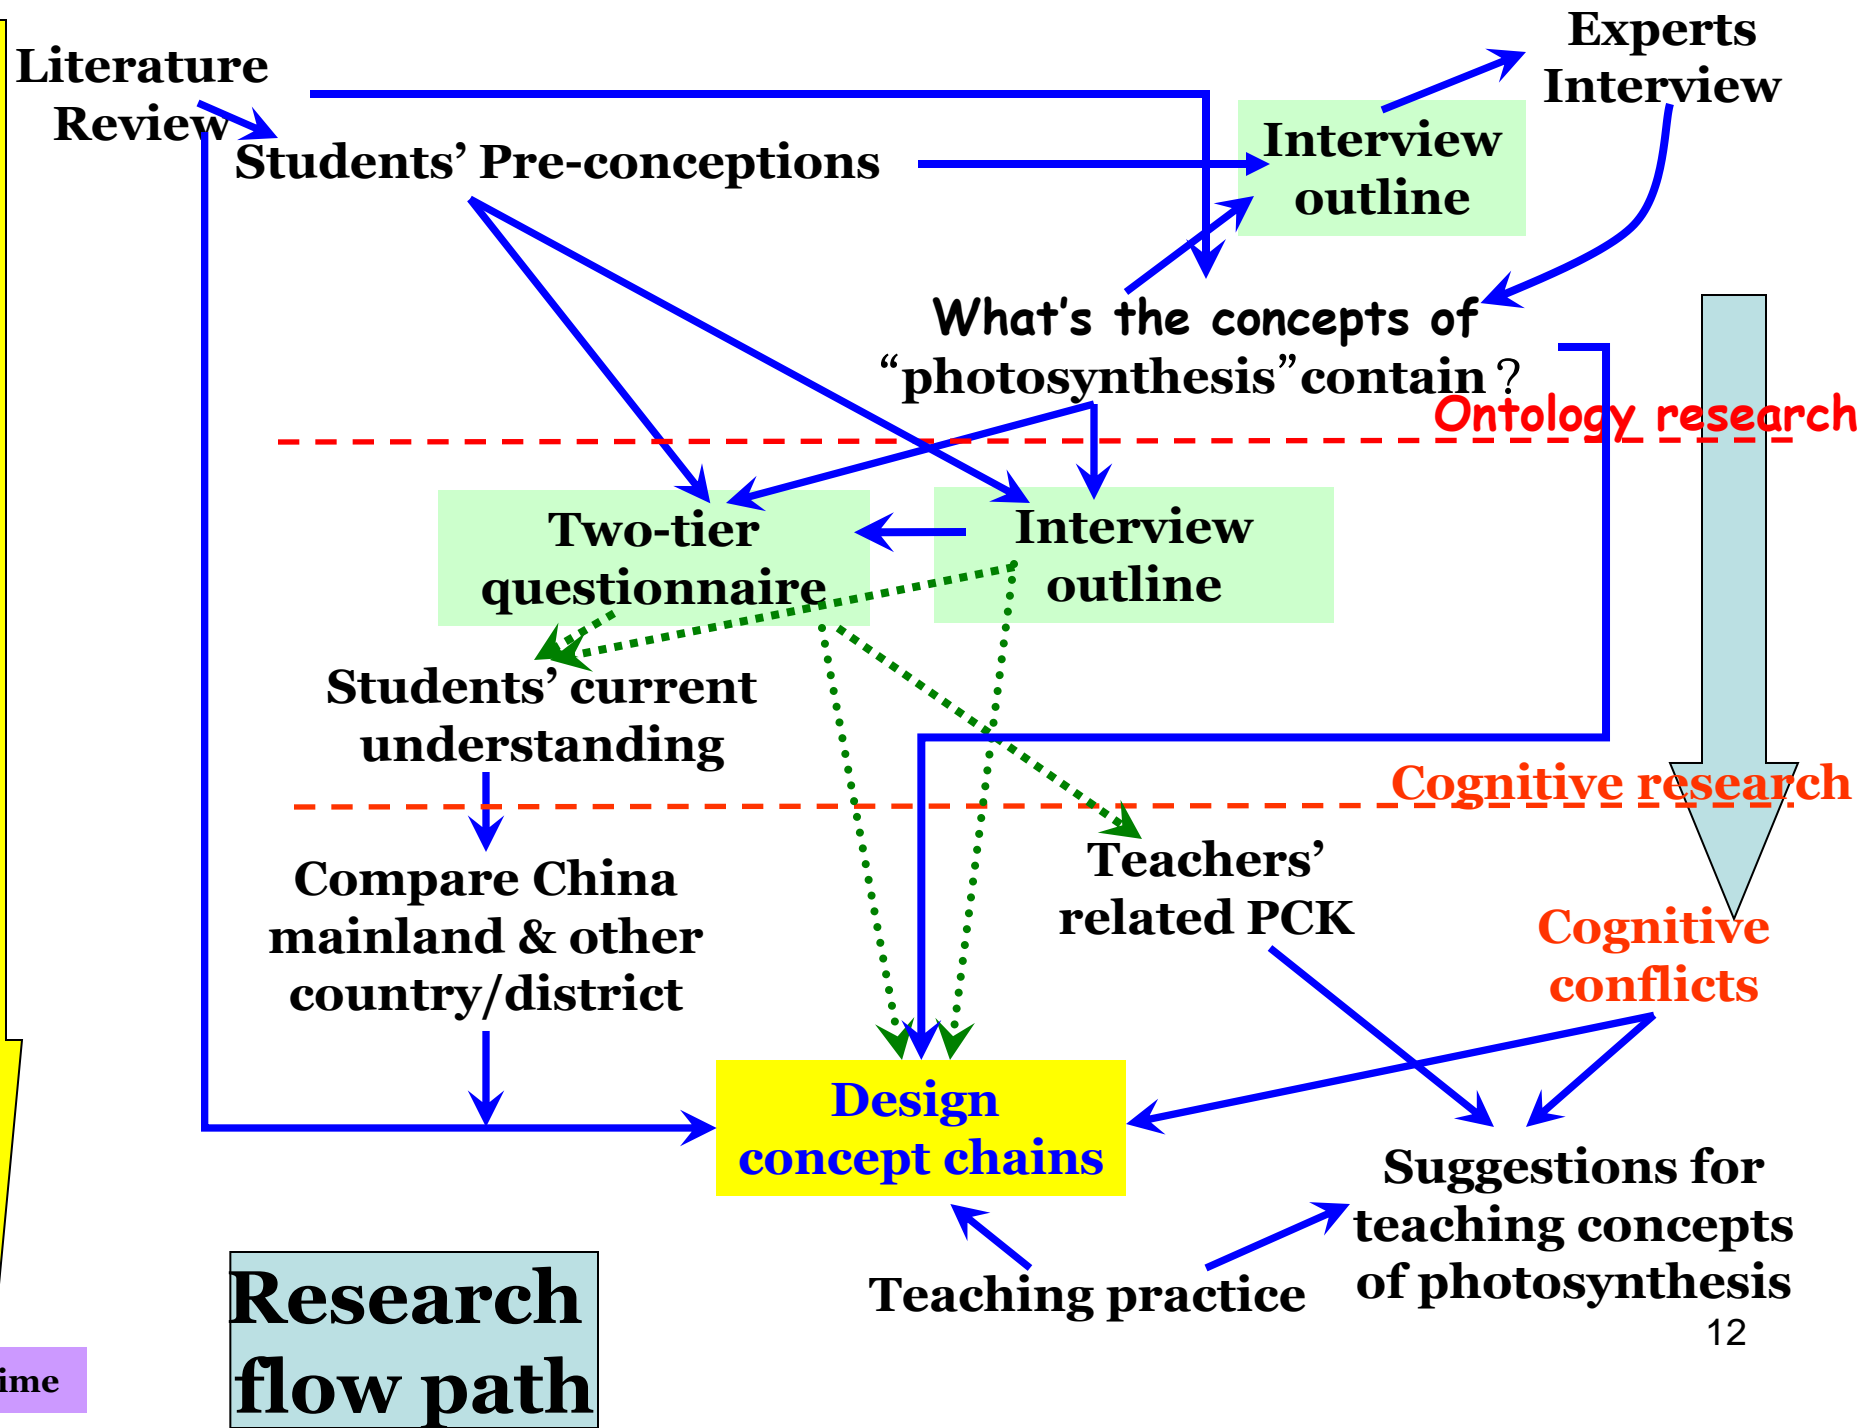 Literature
Review
Experts
Interview
Students’ Pre-conceptions
Interview
outline
What’s the concepts of
“photosynthesis”contain？
Ontology research
Two-tier
questionnaire
Interview
outline
Students’ current
understanding
Cognitive research
Compare China
mainland & other
country/district
Teachers’
related PCK
Cognitive
conflicts
Design
concept chains
Suggestions for
teaching concepts
of photosynthesis
Teaching practice
Research
flow path
12